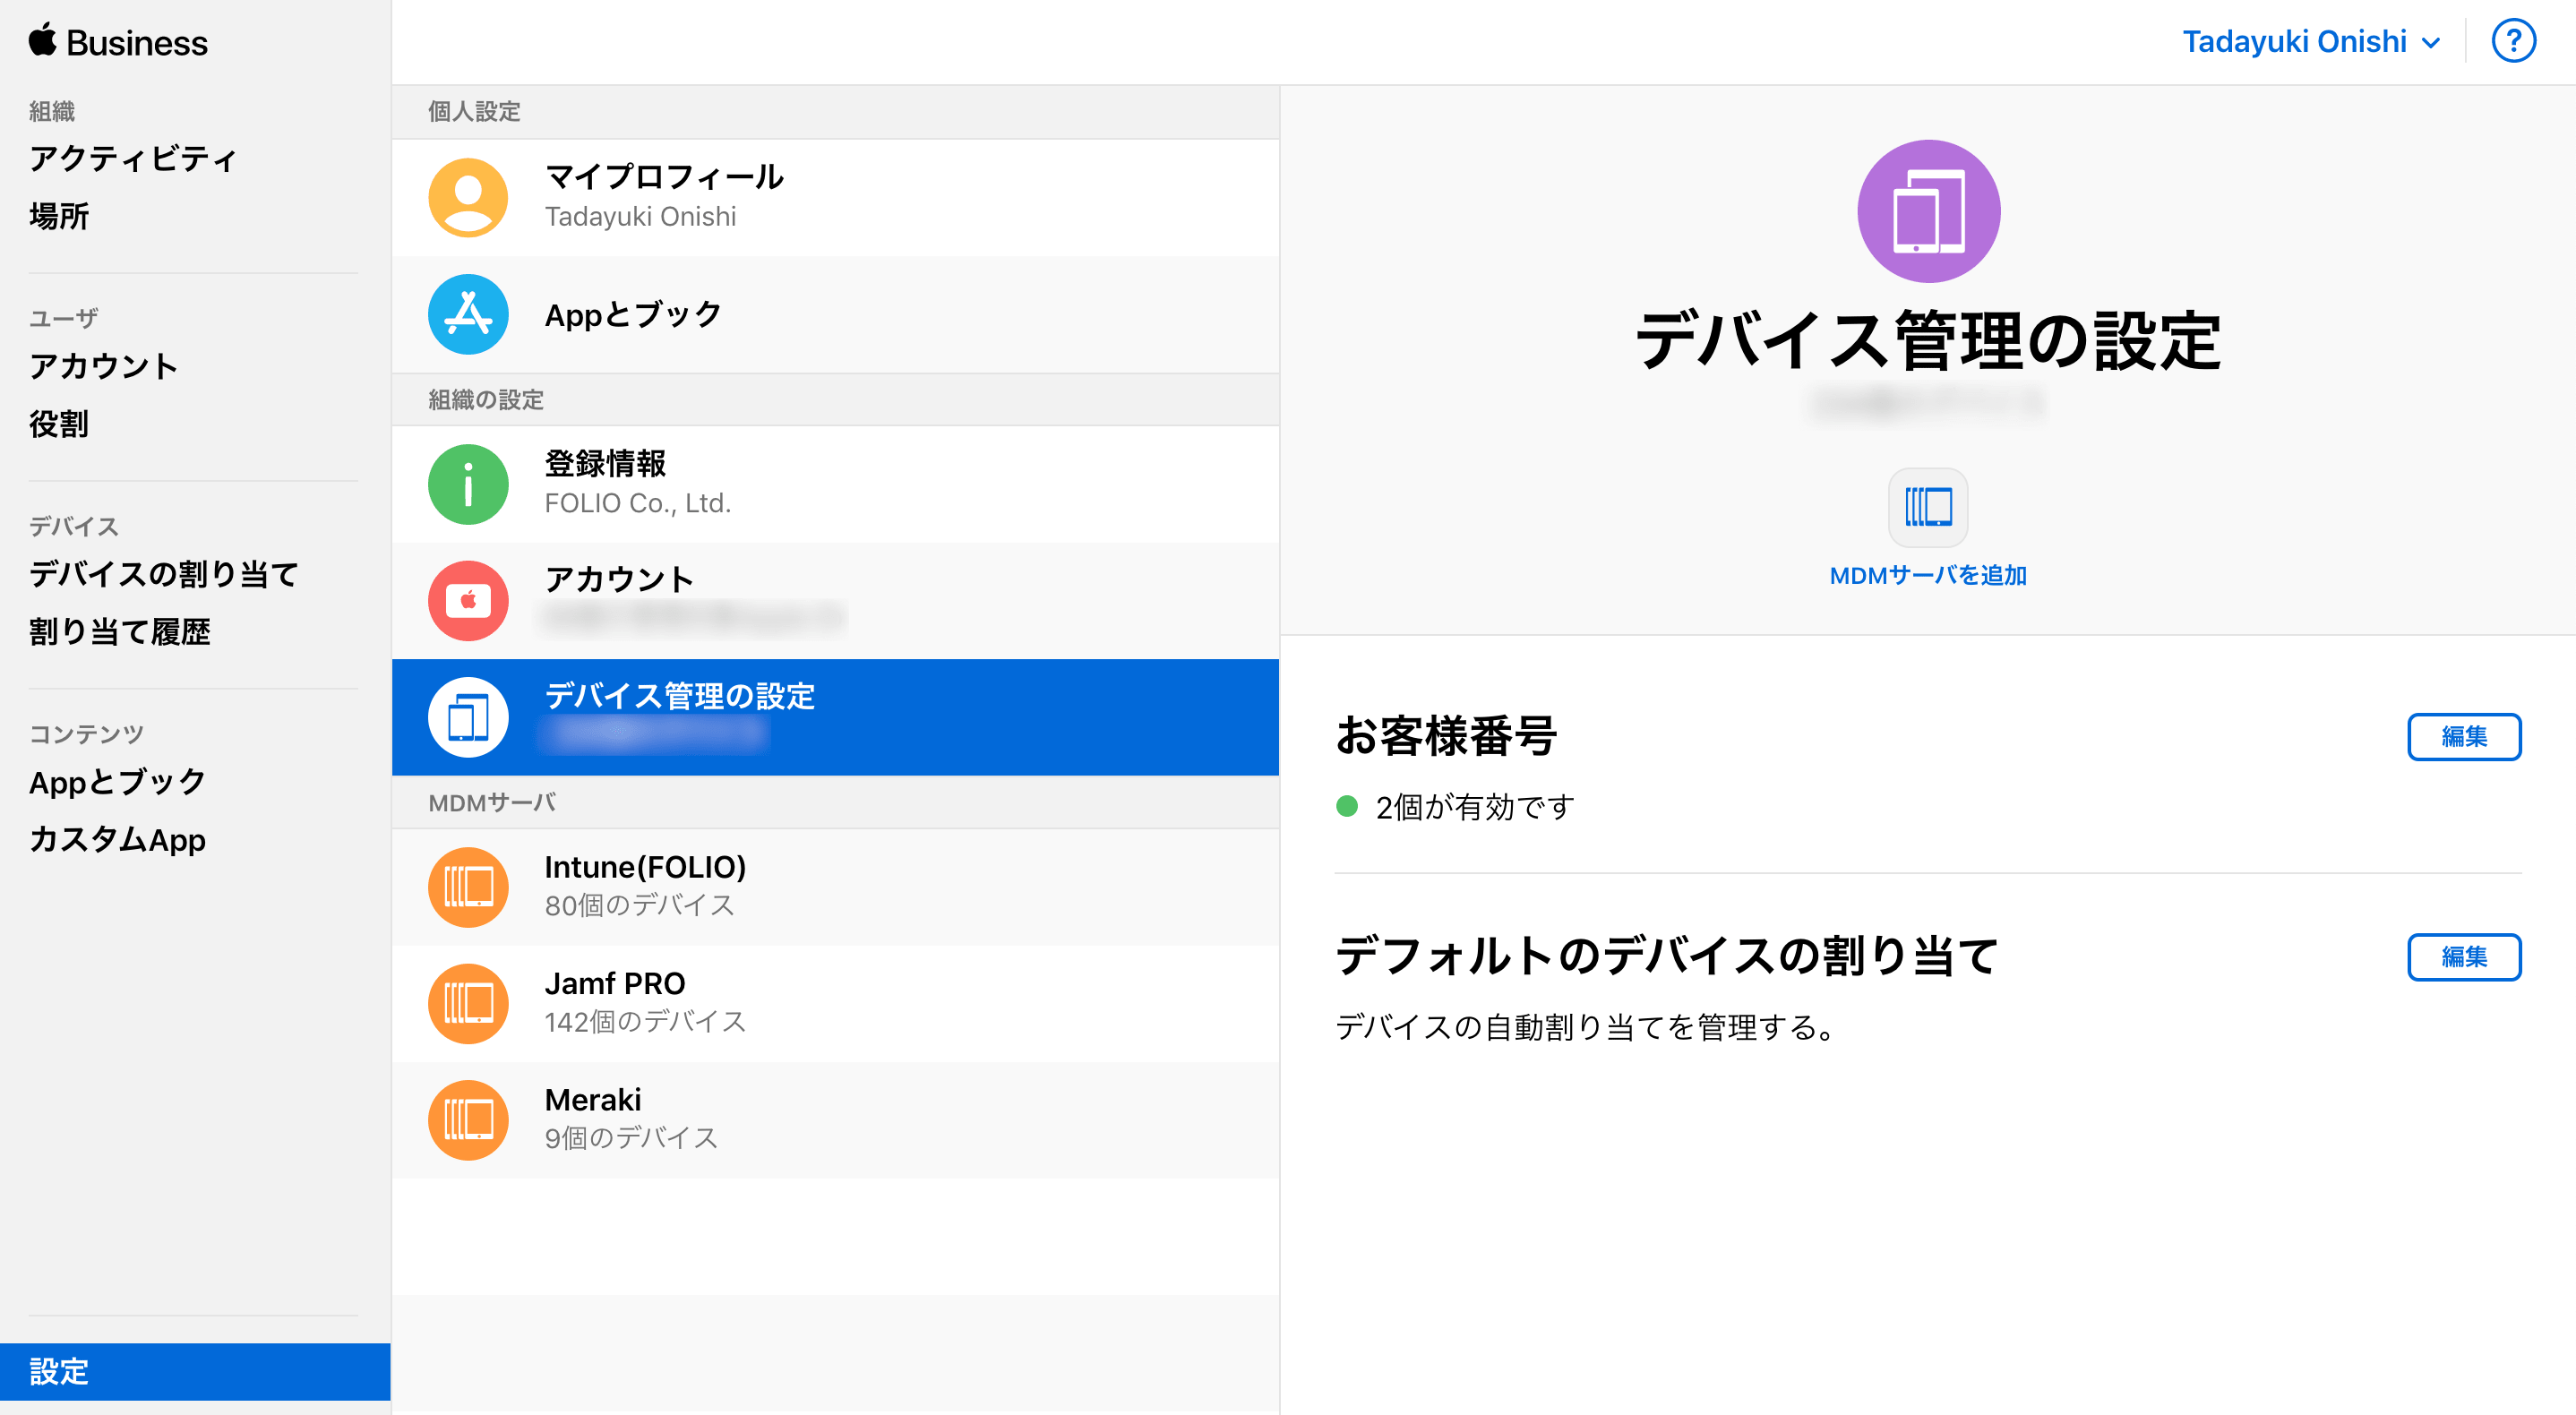 Business
組織
アクティビティ
場所
ユーザ
アカウント
役割
デバイス
デバイスの割り当て
割り当て履歴
コンテンツ
Appとブック
カスタムApp
設定
個人設定
マイプロフィール
Tadayuki Onishi
Appとブック
組織の設定
登録情報
FOLIO Co., Ltd.
アカウント
デバイス管理の設定
MDMサーバ
Intune(FOLIO)
80個のデバイス
Jamf PRO
142個のデバイス
Meraki
9個のデバイス
Tadayuki Onishi
?
デバイス管理の設定
MDMサーバを追加
お客様番号
編集
2個が有効です
デフォルトのデバイスの割り当て
編集
デバイスの自動割り当てを管理する。